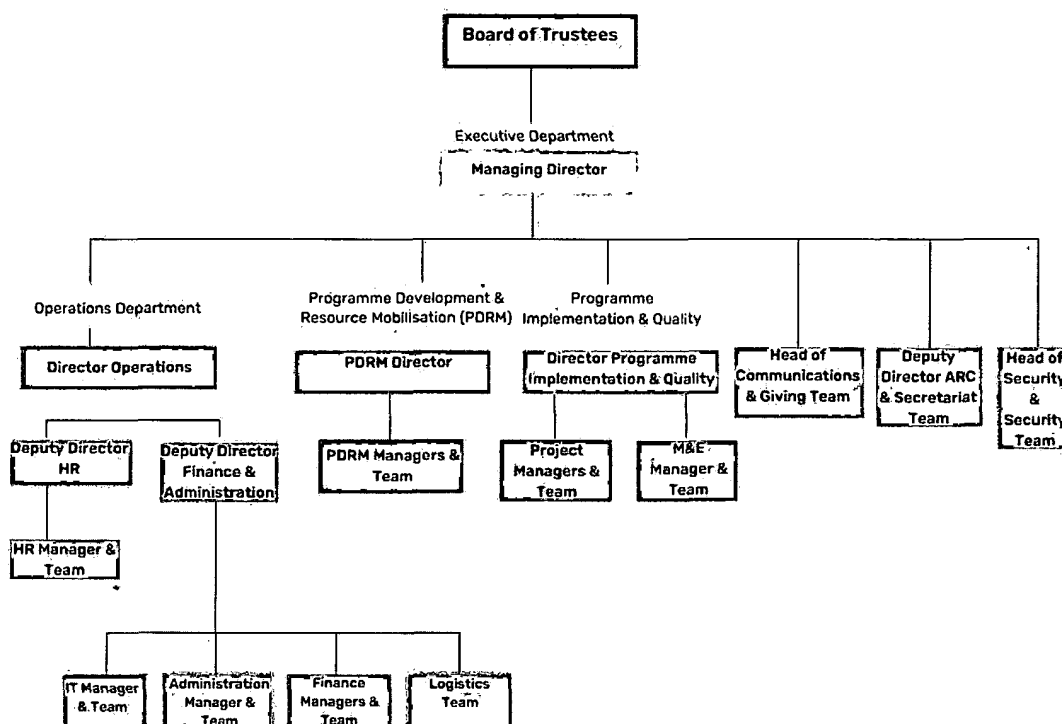 Board of Trustees
Executive Department
Managing Director
Operations Department
Director Operations
Programme Development &
Resource Mobilisation (PDRM)
PDRM Director
Programme
Implementation & Quality
Director Programme
Implementation & Quality
Head of
Communications
& Giving Team
Deputy
Director ARC
& Secretariat
Team
Head of
Security
&
Security
Team
Deputy Director
HR
Deputy Director
Finance &
Administration
PDRM Managers &
Team
Project
Managers &
Team
M&E
Manager &
Team
HR Manager &
Team
IT Manager
& Team
Administration
Manager &
Team
Finance
Managers &
Team
Logistics
Team